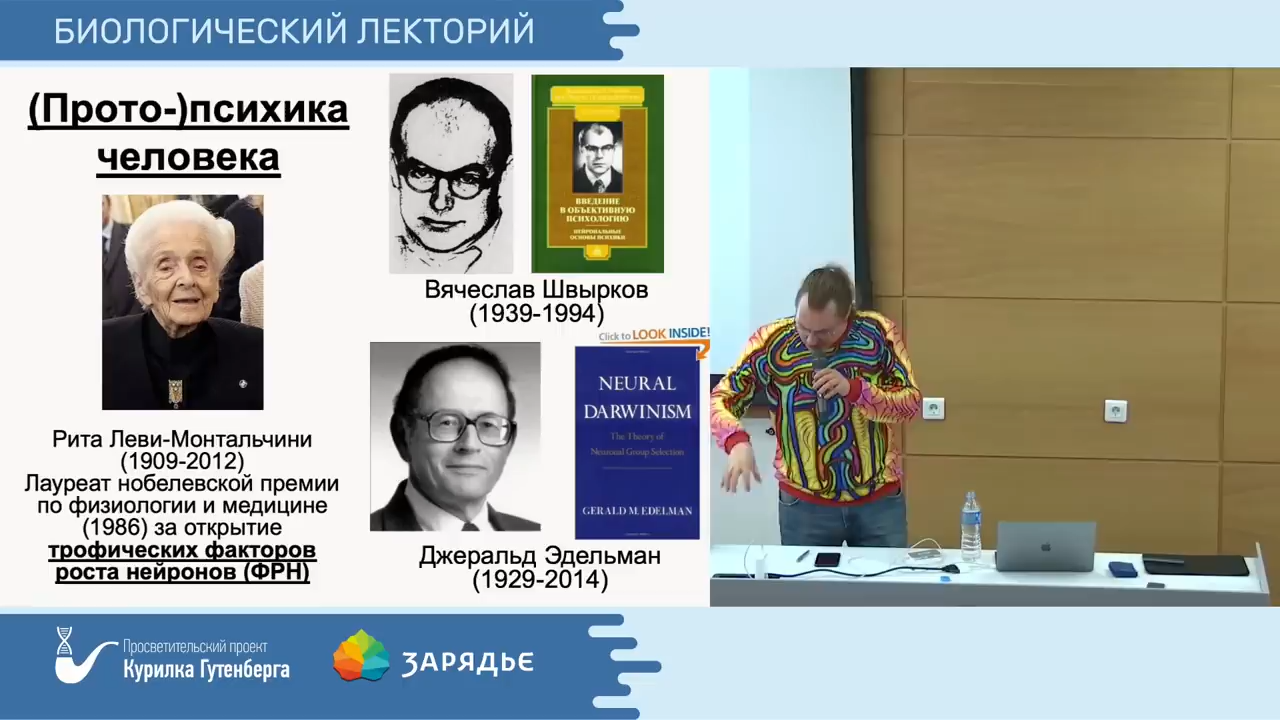 БИОЛОГИЧЕСКИЙ ЛЕКТОРИЙ
(Прото-)психика
человека
Рита Леви-Монтальчини
(1909-2012)
Лауреат нобелевской премии
по физиологии и медицине
(1986) за открытие
трофических факторов
роста нейронов (ФРН)
ВВЕДЕНИЕ
В ОБЪЕКТИВНУЮ
ПСИХОЛОГИЮ
НЕЙРОНАЛЬНЫЕ
ОСНОВЫ ПСИХИКИ
Вячеслав Швырков
(1939-1994)
Click to LOOK INSIDE!
NEURAL
DARWINISM
The Theory of
Neuronal Group Selection
GERALD M. EDELMAN
Джеральд Эдельман
(1929-2014)
Просветительский проект
Курилка Гутенберга
ЗАРЯДЬЕ